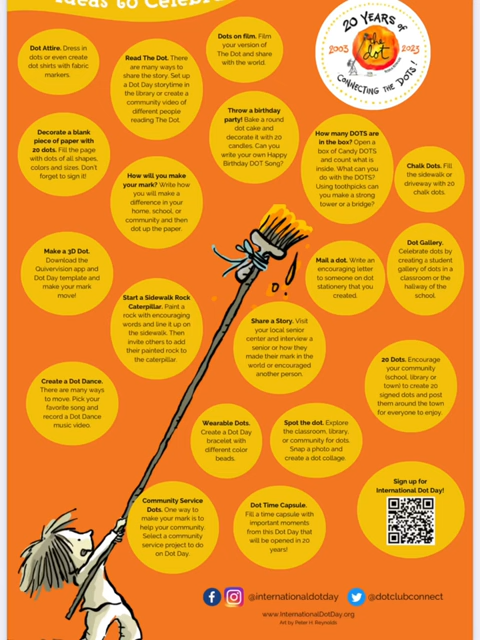 Ideas to Celebra
Dot Attire. Dress in
dots or even create
dot shirts with fabric
markers.
Read The Dot. There
are many ways to
share the story. Set up
a Dot Day storytime in
the library or create a
community video of
different people
reading The Dot.
Dots on film. Film
your version of
The Dot and share
with the world.
20 YEARS of
2003
the dot
2023
CONNECTING THE DOTS!
Decorate a blank
piece of paper with
20 dots. Fill the page
with dots of all shapes,
colors and sizes. Don't
forget to sign it!
Throw a birthday
party! Bake a round
dot cake and
decorate it with 20
candles. Can you
write your own Happy
Birthday DOT Song?
How many DOTS are
in the box? Open a
box of Candy DOTS
and count what is
inside. What can you
do with the DOTS?
Using toothpicks can
you make a strong
tower or a bridge?
Chalk Dots. Fill
the sidewalk or
driveway with 20
chalk dots.
How will you make
your mark? Write how
you will make a
difference in your
home, school, or
community and then
dot up the paper.
Make a 3D Dot.
Download the
Quivervision app and
Dot Day template and
make your mark
move!
Mail a dot. Write an
encouraging letter
to someone on dot
stationery that you
created.
Dot Gallery.
Celebrate dots by
creating a student
gallery of dots in a
classroom or the
hallway of the
school.
Start a Sidewalk Rock
Caterpillar. Paint a
rock with encouraging
words and line it up on
the sidewalk. Then
invite others to add
their painted rock to
the caterpillar.
Share a Story. Visit
your local senior
center and interview a
senior or how they
made their mark in the
world or encouraged
another person.
20 Dots. Encourage
your community
(school, library or
town) to create 20
signed dots and post
them around the town
for everyone to enjoy.
Create a Dot Dance.
There are many ways
to move. Pick your
favorite song and
record a Dot Dance
music video.
Wearable Dots.
Create a Dot Day
bracelet with
different color
beads.
Spot the dot. Explore
the classroom, library,
or community for dots.
Snap a photo and
create a dot collage.
Sign up for
International Dot Day!
Community Service
Dots. One way to
make your mark is to
help your community.
Select a community
service project to do
on Dot Day.
Dot Time Capsule.
Fill a time capsule with
important moments
from this Dot Day that
will be opened in 20
years!
@internationaldotday
@dotclubconnect
www.InternationalDotDay.org
Art by Peter H. Reynolds